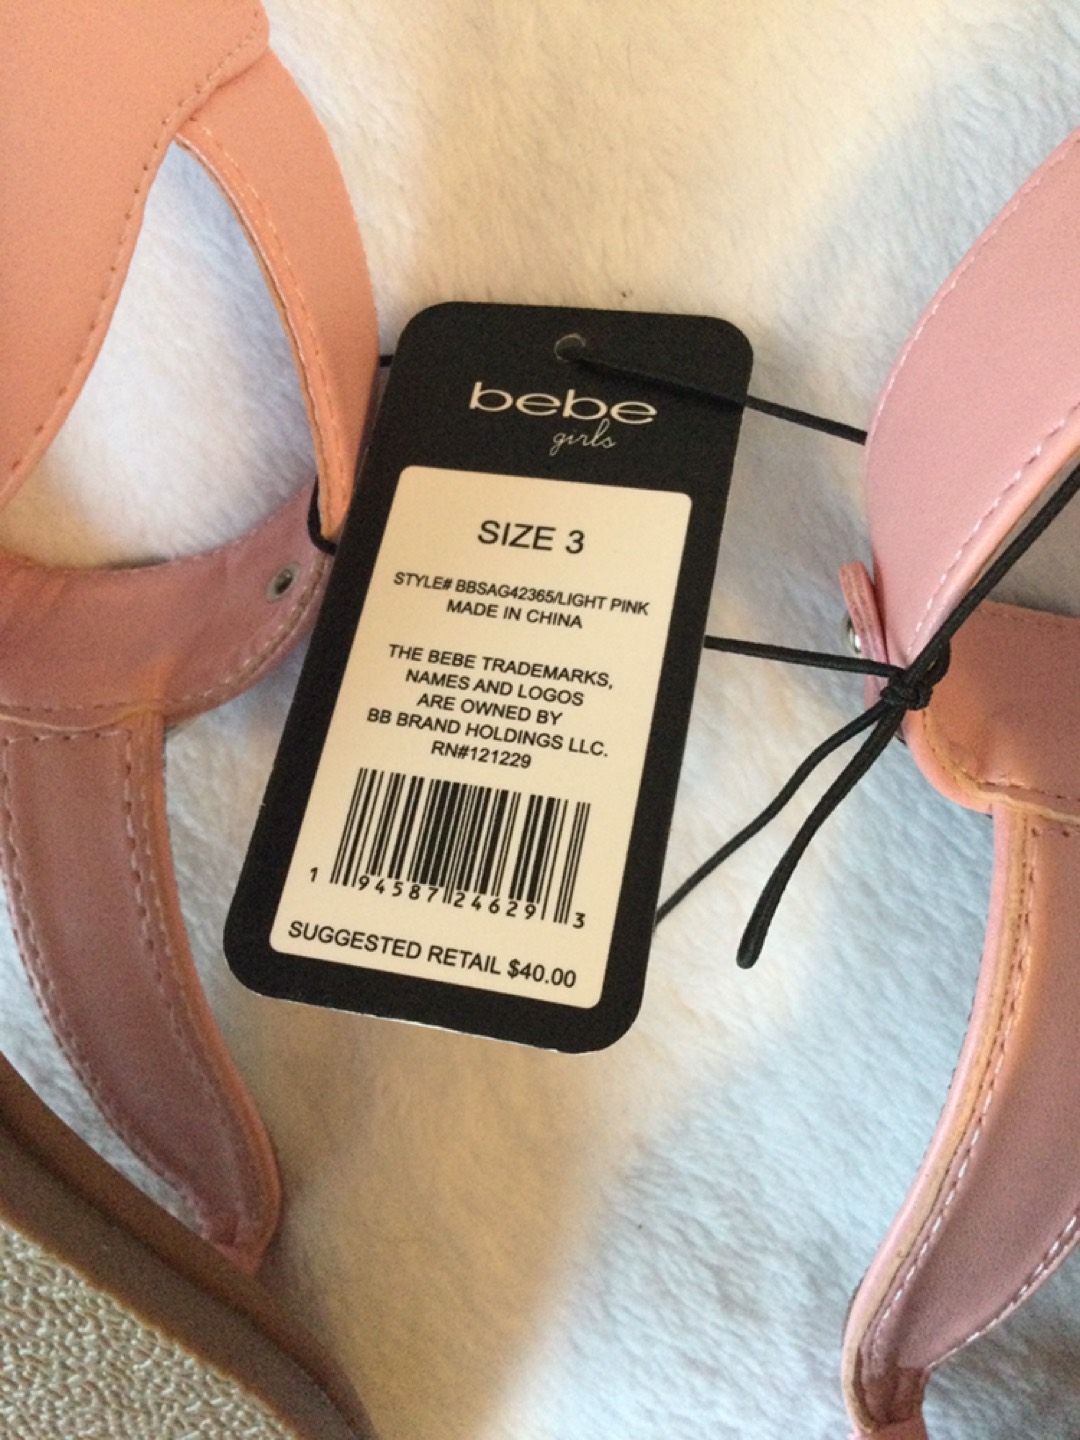 bebe
girls
SIZE 3
STYLE# BBSAG42365/LIGHT PINK
MADE IN CHINA
THE BEBE TRADEMARKS,
NAMES AND LOGOS
ARE OWNED BY
BB BRAND HOLDINGS LLC.
RN#121229
1 94587 24629 3
SUGGESTED RETAIL $40.00